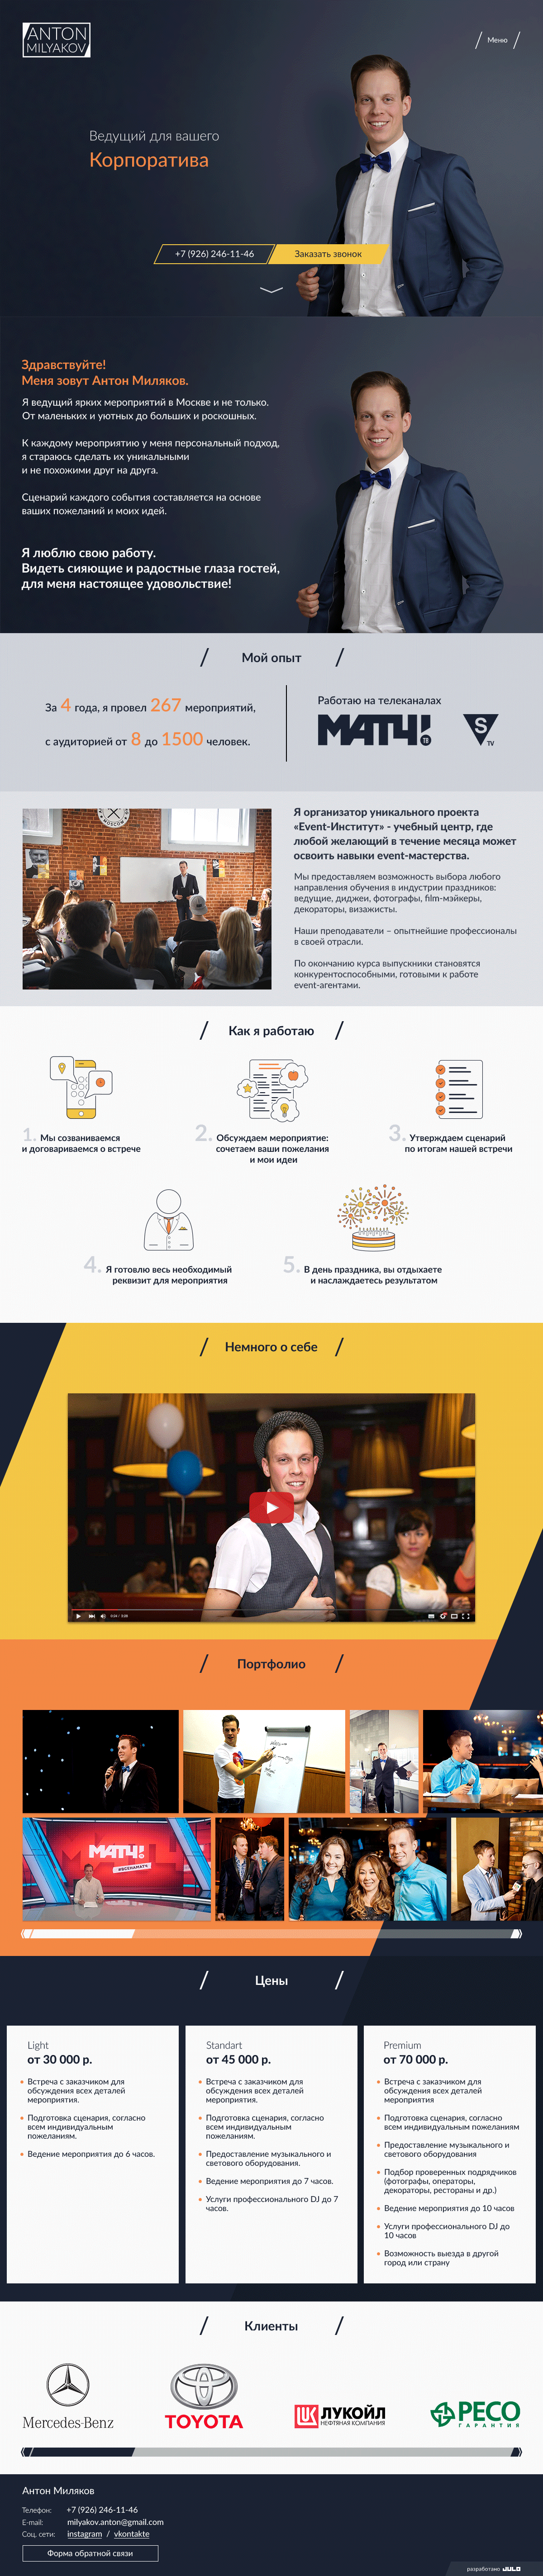 ANTON
MILYAKOV
Меню
Ведущий для вашего
Корпоратива
+7 (926) 246-11-46
Заказать звонок
Здравствуйте!
Меня зовут Антон Миляков.
Я ведущий ярких мероприятий в Москве и не только.
От маленьких и уютных до больших и роскошных.
К каждому мероприятию у меня персональный подход,
я стараюсь сделать их уникальными
и не похожими друг на друга.
Сценарий каждого события составляется на основе
ваших пожеланий и моих идей.
Я люблю свою работу.
Видеть сияющие и радостные глаза гостей,
для меня настоящее удовольствие!
Мой опыт
За 4 года, я провел 267 мероприятий,
с аудиторией от 8 до 1500 человек.
Работаю на телеканалах
МАТЧ! ТВ
S TV
MOSCOW
Я организатор уникального проекта
«Event-Институт» - учебный центр, где
любой желающий в течение месяца может
освоить навыки event-мастерства.
Мы предоставляем возможность выбора любого
направления обучения в индустрии праздников:
ведущие, диджеи, фотографы, film-мэйкеры,
декораторы, визажисты.
Наши преподаватели – опытнейшие профессионалы
в своей отрасли.
По окончанию курса выпускники становятся
конкурентоспособными, готовыми к работе
event-агентами.
Как я работаю
1. Мы созваниваемся
и договариваемся о встрече
2. Обсуждаем мероприятие:
сочетаем ваши пожелания
и мои идеи
3. Утверждаем сценарий
по итогам нашей встречи
4. Я готовлю весь необходимый
реквизит для мероприятия
5. В день праздника, вы отдыхаете
и наслаждаетесь результатом
Немного о себе
Портфолио
МАТЧ!
#ВСЕНАМАТЧ
Цены
Light
от 30 000 р.
Встреча с заказчиком для
обсуждения всех деталей
мероприятия.
Подготовка сценария, согласно
всем индивидуальным
пожеланиям.
Ведение мероприятия до 6 часов.
Standart
от 45 000 р.
Встреча с заказчиком для
обсуждения всех деталей
мероприятия.
Подготовка сценария, согласно
всем индивидуальным
пожеланиям.
Предоставление музыкального и
светового оборудования.
Ведение мероприятия до 7 часов.
Услуги профессионального DJ до 7
часов.
Premium
от 70 000 р.
Встреча с заказчиком для
обсуждения всех деталей
мероприятия
Подготовка сценария, согласно
всем индивидуальным пожеланиям
Предоставление музыкального и
светового оборудования
Подбор проверенных подрядчиков
(фотографы, операторы,
декораторы, рестораны и др.)
Ведение мероприятия до 10 часов
Услуги профессионального DJ до
10 часов
Возможность выезда в другой
город или страну
Клиенты
Mercedes-Benz
TOYOTA
ЛУКОЙЛ
НЕФТЯНАЯ КОМПАНИЯ
РЕСО
ГАРАНТИЯ
Антон Миляков
Телефон: +7 (926) 246-11-46
E-mail: milyakov.anton@gmail.com
Соц. сети: instagram / vkontakte
Форма обратной связи
разработано JULO